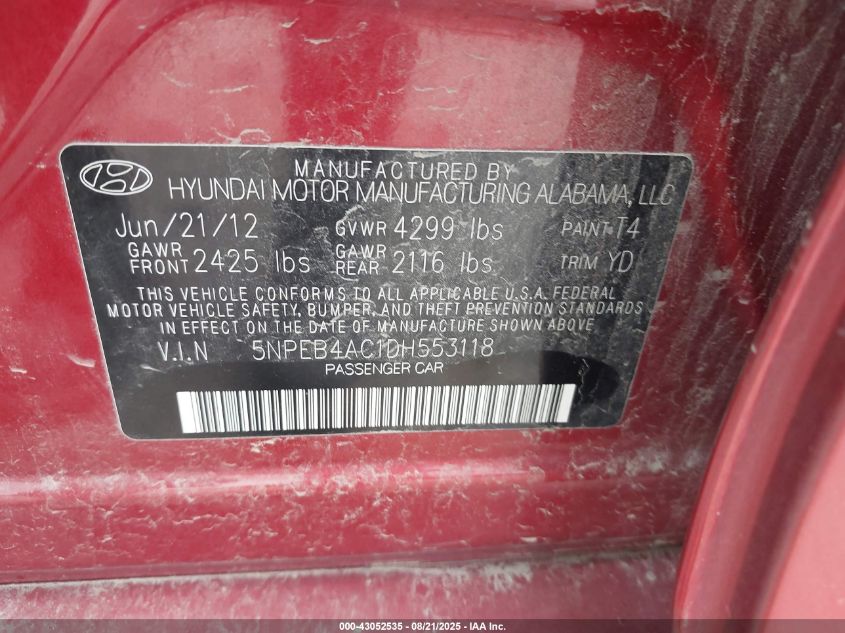 MANUFACTURED BY
HYUNDAI MOTOR MANUFACTURING ALABAMA, LLC
Jun/21/12 GVWR 4299 lbs PAINT T4
GAWR FRONT 2425 lbs GAWR REAR 2116 lbs TRIM YD
THIS VEHICLE CONFORMS TO ALL APPLICABLE U.S.A. FEDERAL
MOTOR VEHICLE SAFETY, BUMPER, AND THEFT PREVENTION STANDARDS
IN EFFECT ON THE DATE OF MANUFACTURE SHOWN ABOVE.
V.I.N 5NPEB4AC1DH553118
PASSENGER CAR
000-43052535 - 08/21/2025 - IAA Inc.